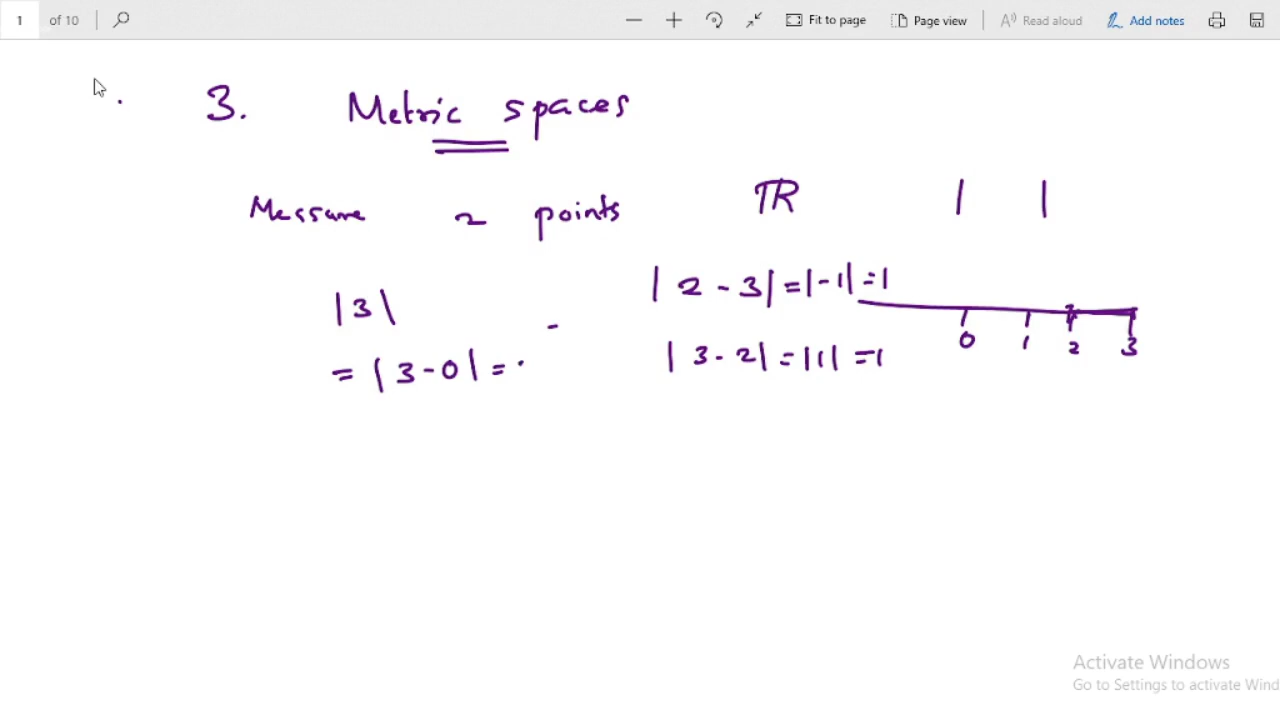 1 of 10 Fit to page Page view Read aloud Add notes
3. Metric spaces
Measure 2 points ℝ | |
|3| |2-3|=|-1|=1
0 1 2 3
=|3-0|=. |3-2|=|1|=1
Activate Windows
Go to Settings to activate Wind